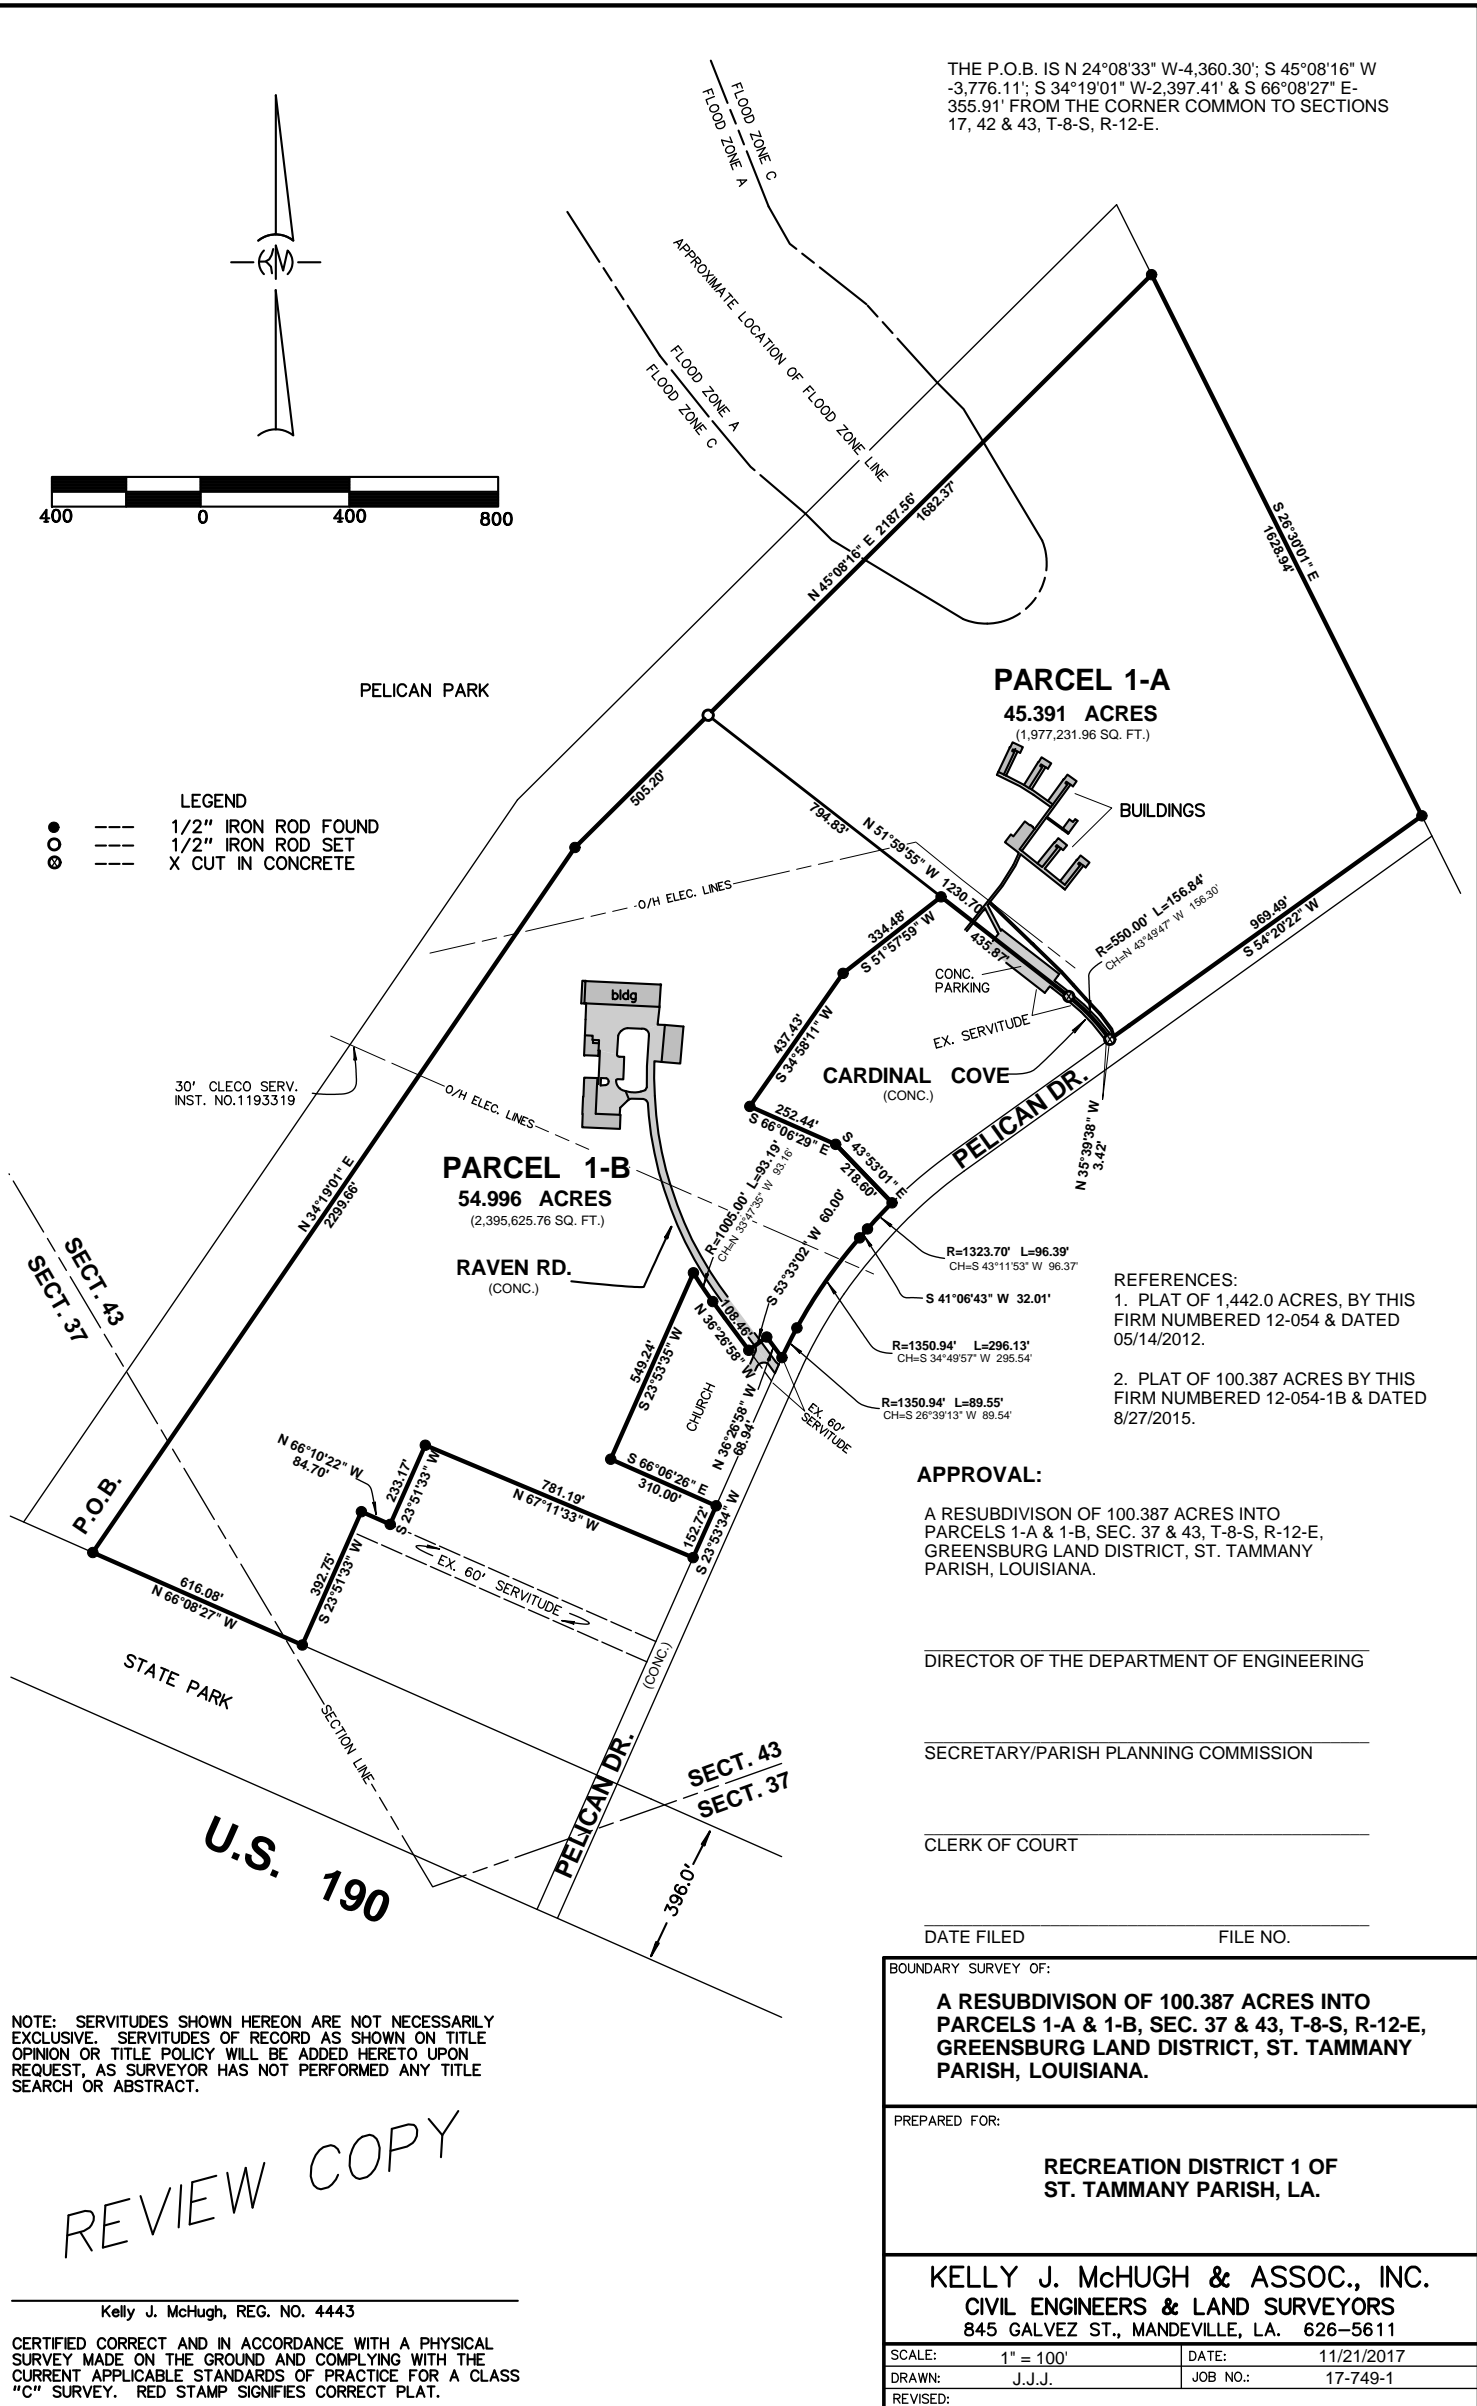 THE P.O.B. IS N 24°08'33" W-4,360.30'; S 45°08'16" W
-3,776.11'; S 34°19'01" W-2,397.41' & S 66°08'27" E-
355.91' FROM THE CORNER COMMON TO SECTIONS
17, 42 & 43, T-8-S, R-12-E.
FLOOD ZONE C
FLOOD ZONE A
KM
APPROXIMATE LOCATION OF FLOOD ZONE LINE
FLOOD ZONE A
FLOOD ZONE C
400 0 400 800
N 45°08'16" E 2187.56'
1682.37'
S 26°30'01" E
1628.94'
PELICAN PARK
PARCEL 1-A
45.391 ACRES
(1,977,231.96 SQ. FT.)
BUILDINGS
505.20'
LEGEND
--- 1/2" IRON ROD FOUND
--- 1/2" IRON ROD SET
--- X CUT IN CONCRETE
794.83'
N 51°59'55" W 1230.70'
O/H ELEC. LINES
334.48'
S 51°57'59" W
435.87'
R=550.00' L=156.84'
CH=N 43°49'47" W 156.30'
969.49'
S 54°20'22" W
CONC.
PARKING
EX. SERVITUDE
bldg
437.43'
S 34°58'11" W
CARDINAL COVE
(CONC.)
PELICAN DR.
N 35°39'38" W
3.42'
30' CLECO SERV.
INST. NO.1193319
O/H ELEC. LINES
252.44'
S 66°06'29" E
S 43°53'01" E
218.60'
PARCEL 1-B
54.996 ACRES
(2,395,625.76 SQ. FT.)
N 34°19'01" E
2299.66'
R=1005.00' L=93.19'
CH=N 33°47'35" W 93.16'
S 53°33'02" W 60.00'
RAVEN RD.
(CONC.)
R=1323.70' L=96.39'
CH=S 43°11'53" W 96.37'
S 41°06'43" W 32.01'
R=1350.94' L=296.13'
CH=S 34°49'57" W 295.54'
R=1350.94' L=89.55'
CH=S 26°39'13" W 89.54'
SECT. 43
SECT. 37
108.46'
N 36°26'58" W
549.24'
S 23°53'35" W
CHURCH
N 36°26'58" W
68.94'
EX. 60'
SERVITUDE
REFERENCES:
1. PLAT OF 1,442.0 ACRES, BY THIS
FIRM NUMBERED 12-054 & DATED
05/14/2012.
2. PLAT OF 100.387 ACRES BY THIS
FIRM NUMBERED 12-054-1B & DATED
8/27/2015.
N 66°10'22" W
84.70'
233.17'
S 23°51'33" W
781.19'
N 67°11'33" W
S 66°06'26" E
310.00'
152.72'
S 23°53'34" W
P.O.B.
392.75'
S 23°51'33" W
EX. 60' SERVITUDE
616.08'
N 66°08'27" W
STATE PARK
SECTION LINE
(CONC.)
PELICAN DR.
SECT. 43
SECT. 37
U.S. 190
396.0'
APPROVAL:
A RESUBDIVISON OF 100.387 ACRES INTO
PARCELS 1-A & 1-B, SEC. 37 & 43, T-8-S, R-12-E,
GREENSBURG LAND DISTRICT, ST. TAMMANY
PARISH, LOUISIANA.
DIRECTOR OF THE DEPARTMENT OF ENGINEERING
SECRETARY/PARISH PLANNING COMMISSION
CLERK OF COURT
DATE FILED FILE NO.
NOTE: SERVITUDES SHOWN HEREON ARE NOT NECESSARILY
EXCLUSIVE. SERVITUDES OF RECORD AS SHOWN ON TITLE
OPINION OR TITLE POLICY WILL BE ADDED HERETO UPON
REQUEST, AS SURVEYOR HAS NOT PERFORMED ANY TITLE
SEARCH OR ABSTRACT.
REVIEW COPY
Kelly J. McHugh, REG. NO. 4443
CERTIFIED CORRECT AND IN ACCORDANCE WITH A PHYSICAL
SURVEY MADE ON THE GROUND AND COMPLYING WITH THE
CURRENT APPLICABLE STANDARDS OF PRACTICE FOR A CLASS
"C" SURVEY. RED STAMP SIGNIFIES CORRECT PLAT.
BOUNDARY SURVEY OF:
A RESUBDIVISON OF 100.387 ACRES INTO
PARCELS 1-A & 1-B, SEC. 37 & 43, T-8-S, R-12-E,
GREENSBURG LAND DISTRICT, ST. TAMMANY
PARISH, LOUISIANA.
PREPARED FOR:
RECREATION DISTRICT 1 OF
ST. TAMMANY PARISH, LA.
KELLY J. McHUGH & ASSOC., INC.
CIVIL ENGINEERS & LAND SURVEYORS
845 GALVEZ ST., MANDEVILLE, LA. 626-5611
SCALE: 1" = 100' DATE: 11/21/2017
DRAWN: J.J.J. JOB NO.: 17-749-1
REVISED: